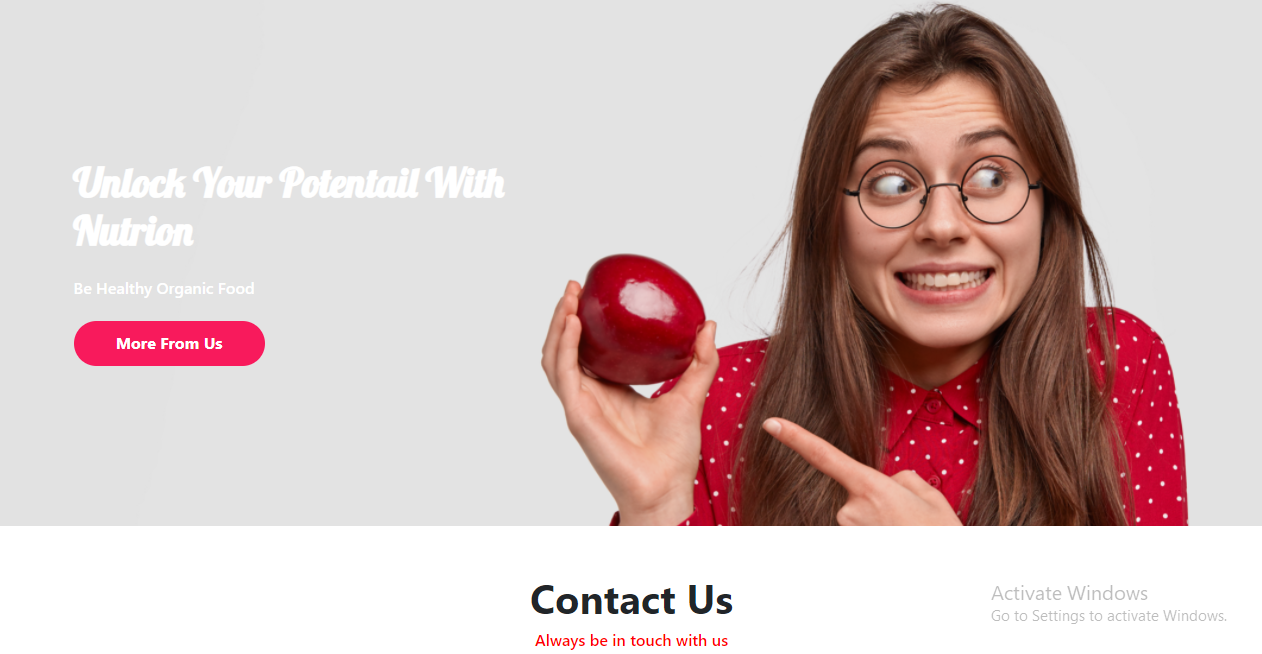 Unlock Your Potentail With
Nutrion
Be Healthy Organic Food
More From Us
Contact Us
Always be in touch with us
Activate Windows
Go to Settings to activate Windows.